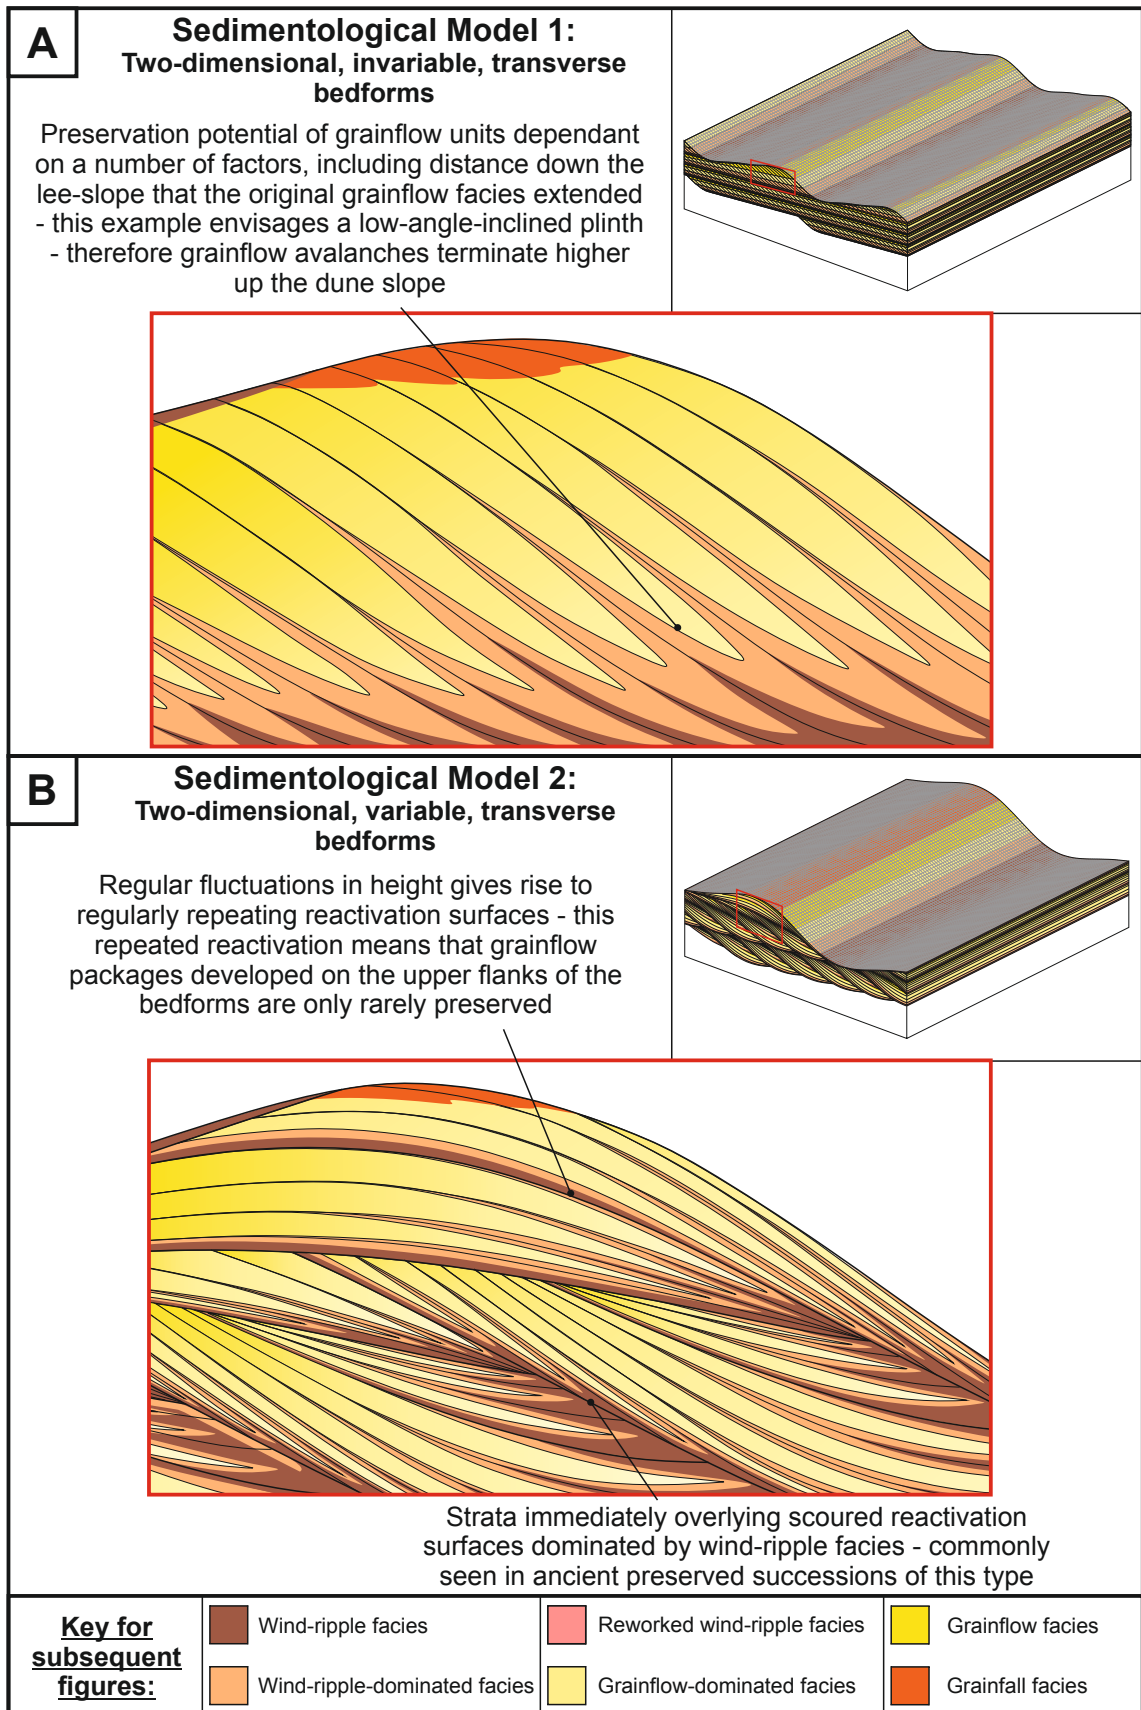 A
Sedimentological Model 1:
Two-dimensional, invariable, transverse
bedforms
Preservation potential of grainflow units dependant
on a number of factors, including distance down the
lee-slope that the original grainflow facies extended
- this example envisages a low-angle-inclined plinth
- therefore grainflow avalanches terminate higher
up the dune slope
B
Sedimentological Model 2:
Two-dimensional, variable, transverse
bedforms
Regular fluctuations in height gives rise to
regularly repeating reactivation surfaces - this
repeated reactivation means that grainflow
packages developed on the upper flanks of the
bedforms are only rarely preserved
Strata immediately overlying scoured reactivation
surfaces dominated by wind-ripple facies - commonly
seen in ancient preserved successions of this type
Key for
subsequent
figures:
Wind-ripple facies
Reworked wind-ripple facies
Grainflow facies
Wind-ripple-dominated facies
Grainflow-dominated facies
Grainfall facies